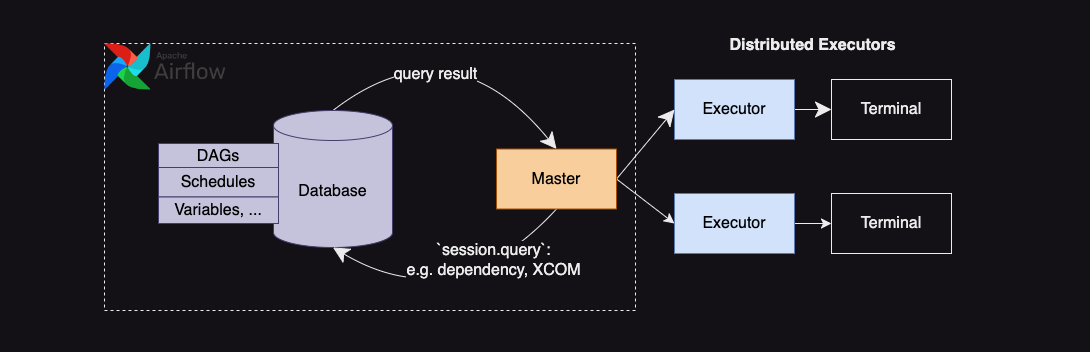 Distributed Executors
Apache
Airflow
query result
DAGs
Schedules
Variables, ...
Database
Master
`session.query`:
e.g. dependency, XCOM
Executor
Terminal
Executor
Terminal